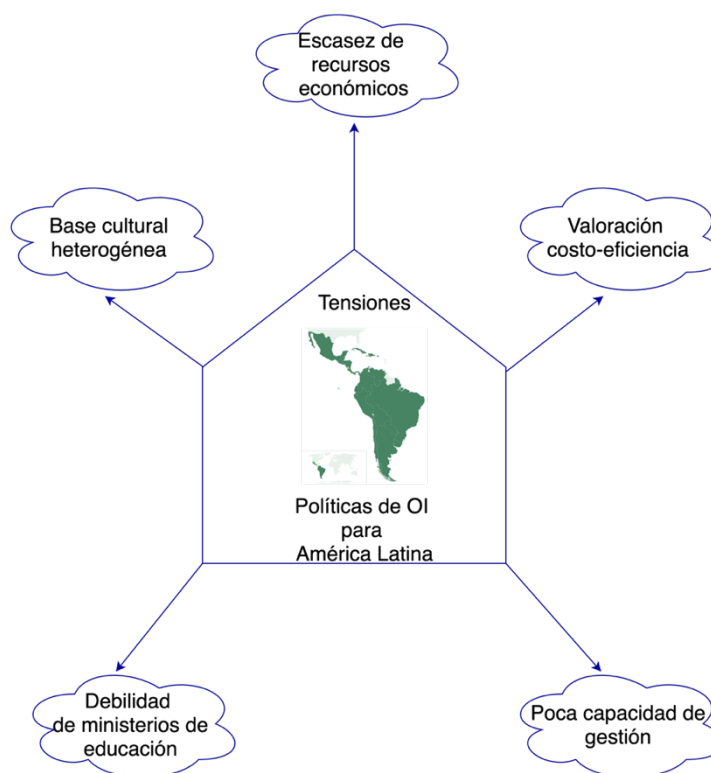 Escasez de
recursos
económicos
Base cultural
heterogénea
Valoración
costo-eficiencia
Tensiones
Políticas de OI
para
América Latina
Debilidad
de ministerios de
educación
Poca capacidad de
gestión